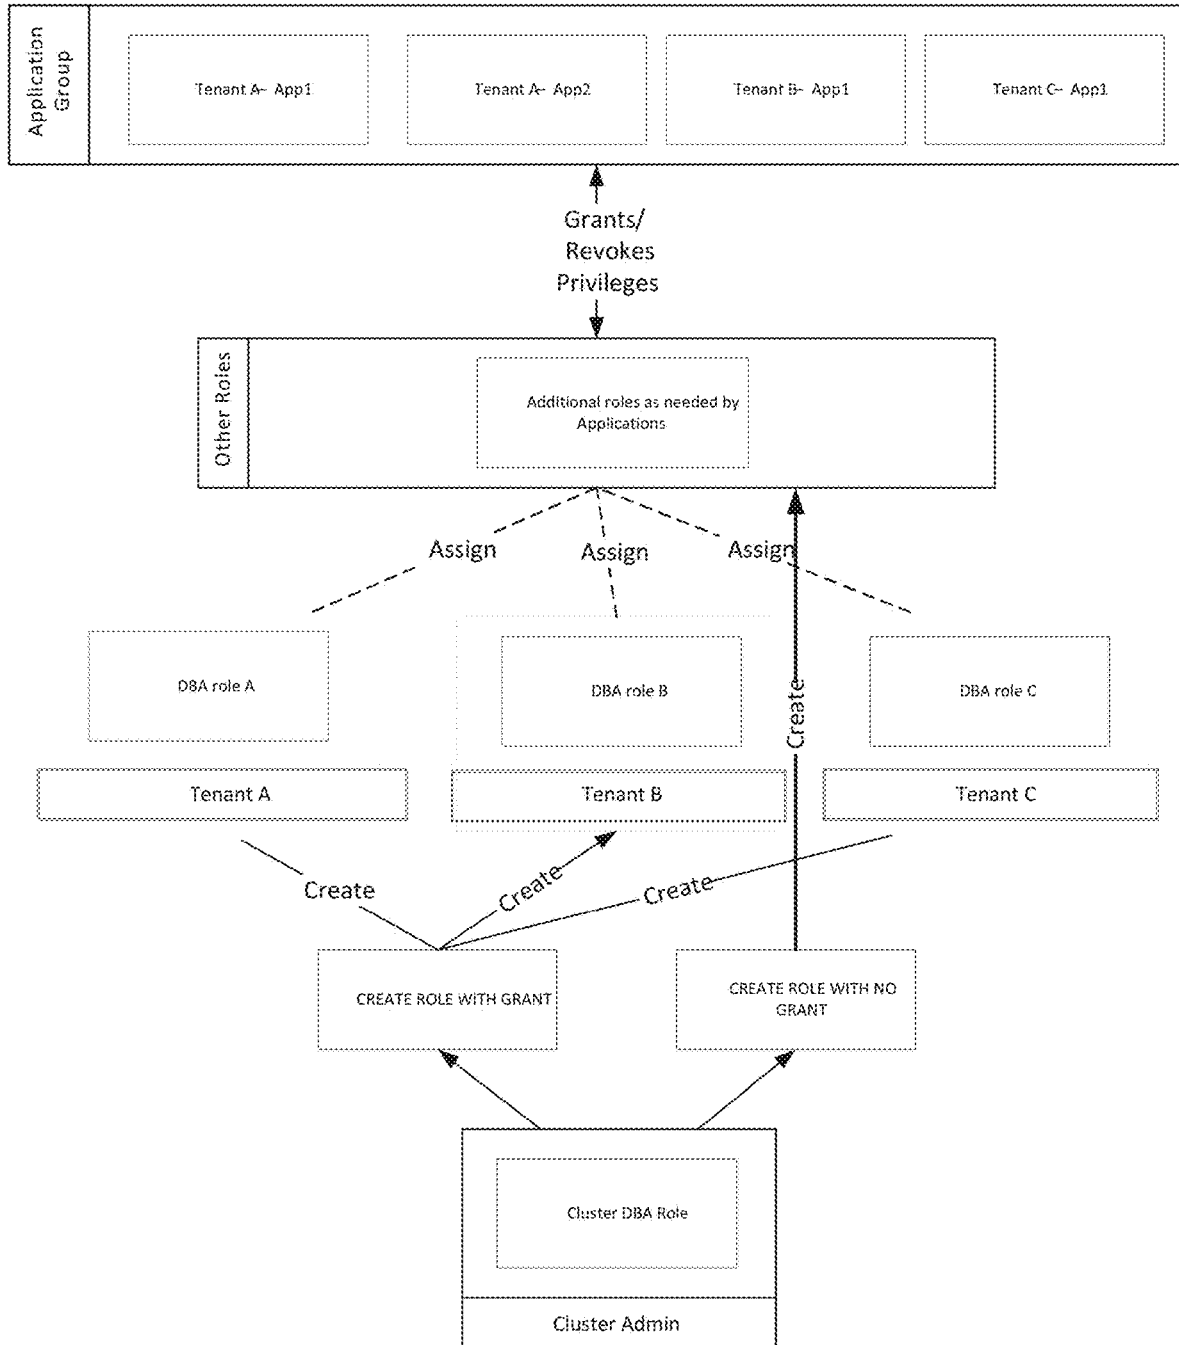 Application
Group
Tenant A- App1
Tenant A- App2
Tenant B- App1
Tenant C- App1
Grants/
Revokes
Privileges
Other Roles
Additional roles as needed by
Applications
Assign
Assign
Assign
DBA role A
DBA role B
DBA role C
Create
Tenant A
Tenant B
Tenant C
Create
Create
Create
CREATE ROLE WITH GRANT
CREATE ROLE WITH NO
GRANT
Cluster DBA Role
Cluster Admin